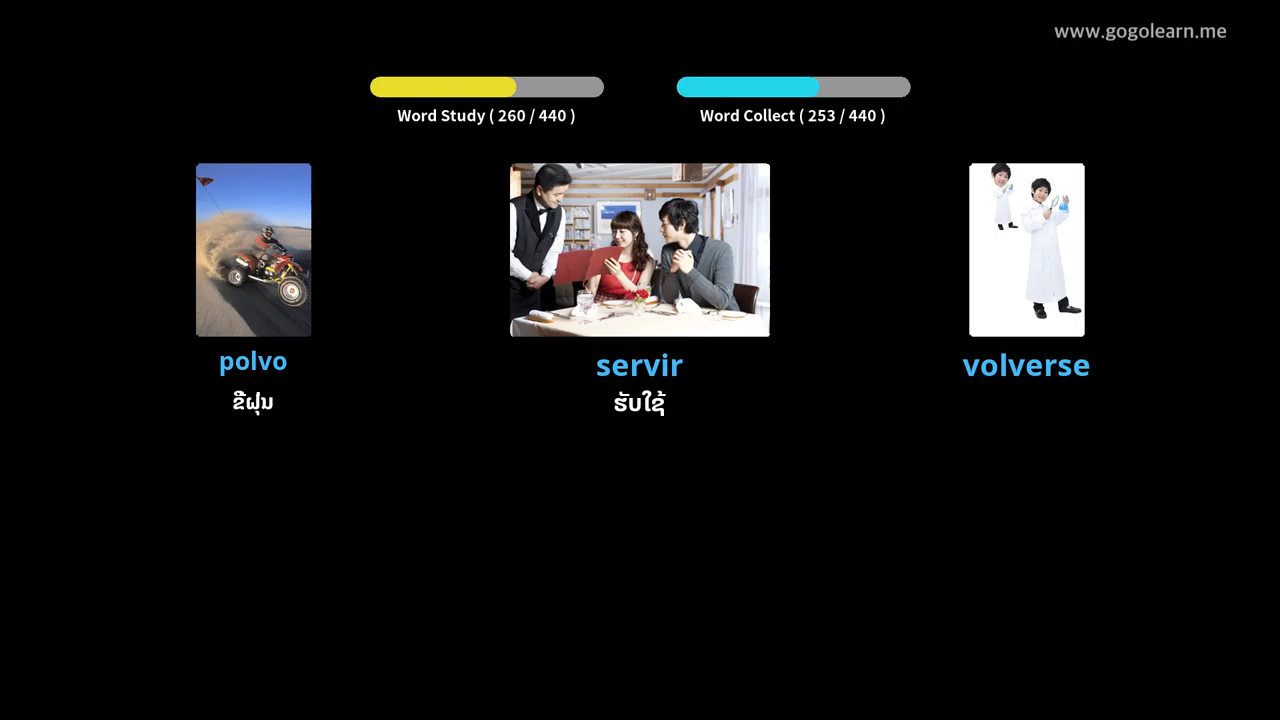 www.gogolearn.me
Word Study ( 260 / 440 )
Word Collect ( 253 / 440 )
polvo
ຂີ້ຝຸ່ນ
servir
ຮັບໃຊ້
volverse